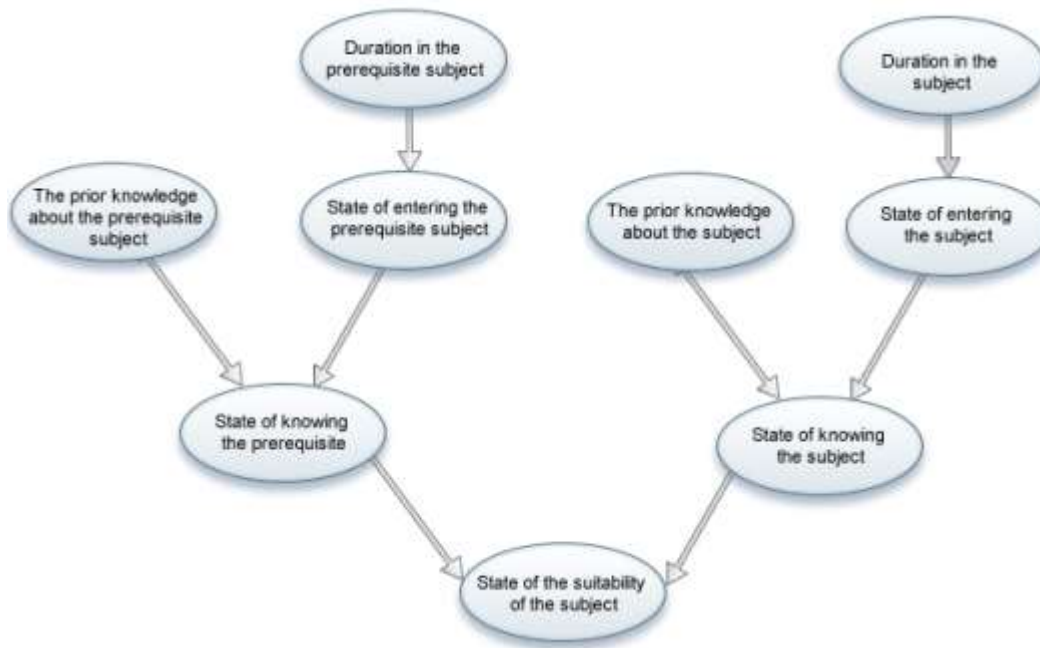 Duration in the
prerequisite subject
Duration in the
subject
The prior knowledge
about the prerequisite
subject
State of entering the
prerequisite subject
The prior knowledge
about the subject
State of entering
the subject
State of knowing
the prerequisite
State of knowing
the subject
State of the suitability
of the subject